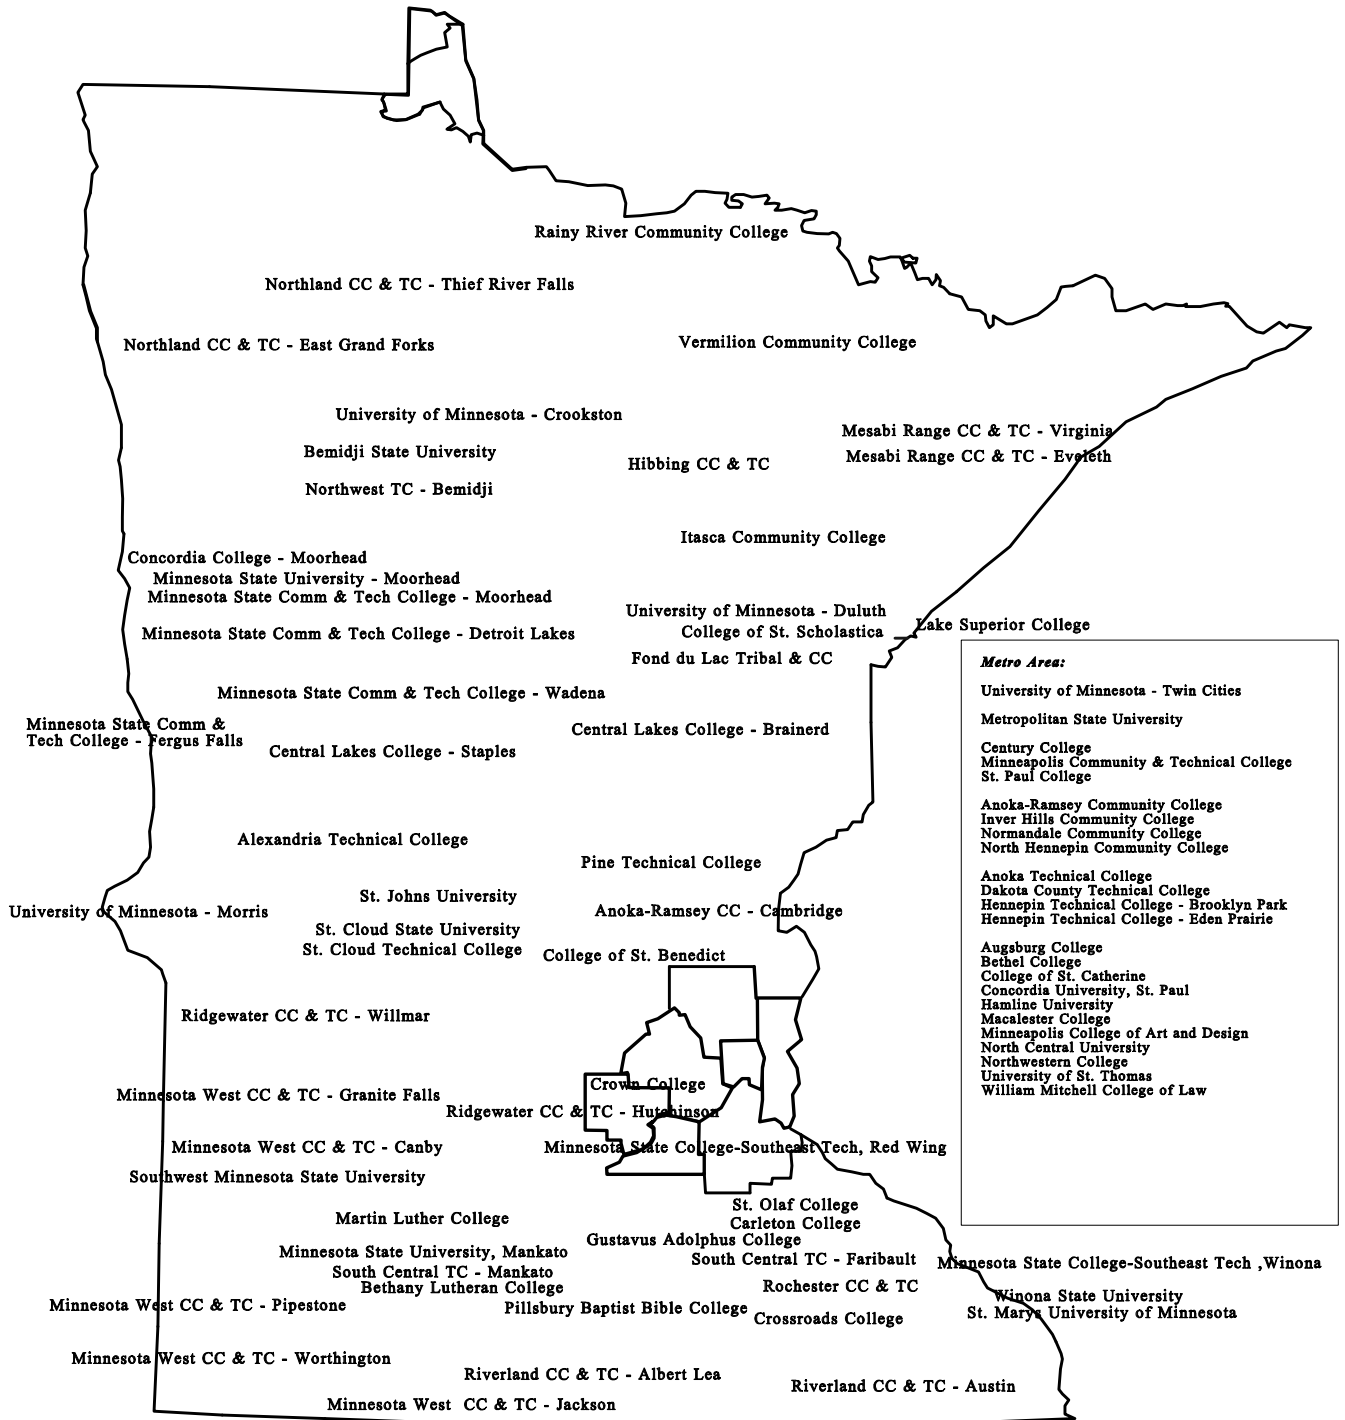 Rainy River Community College
Northland CC & TC - Thief River Falls
Northland CC & TC - East Grand Forks
Vermilion Community College
University of Minnesota - Crookston
Mesabi Range CC & TC - Virginia
Bemidji State University
Mesabi Range CC & TC - Eveleth
Hibbing CC & TC
Northwest TC - Bemidji
Itasca Community College
Concordia College - Moorhead
Minnesota State University - Moorhead
Minnesota State Comm & Tech College - Moorhead
University of Minnesota - Duluth
Lake Superior College
College of St. Scholastica
Minnesota State Comm & Tech College - Detroit Lakes
Fond du Lac Tribal & CC
Minnesota State Comm & Tech College - Wadena
Minnesota State Comm &
Tech College - Fergus Falls
Central Lakes College - Brainerd
Central Lakes College - Staples
Alexandria Technical College
Pine Technical College
St. Johns University
University of Minnesota - Morris
Anoka-Ramsey CC - Cambridge
St. Cloud State University
St. Cloud Technical College
College of St. Benedict
Ridgewater CC & TC - Willmar
Crown College
Minnesota West CC & TC - Granite Falls
Ridgewater CC & TC - Hutchinson
Minnesota West CC & TC - Canby
Minnesota State College-Southeast Tech, Red Wing
Southwest Minnesota State University
St. Olaf College
Martin Luther College
Carleton College
Gustavus Adolphus College
Minnesota State University, Mankato
South Central TC - Faribault
Minnesota State College-Southeast Tech ,Winona
South Central TC - Mankato
Bethany Lutheran College
Rochester CC & TC
Winona State University
Minnesota West CC & TC - Pipestone
Pillsbury Baptist Bible College
St. Marys University of Minnesota
Crossroads College
Minnesota West CC & TC - Worthington
Riverland CC & TC - Albert Lea
Riverland CC & TC - Austin
Minnesota West  CC & TC - Jackson
Metro Area:
University of Minnesota - Twin Cities
Metropolitan State University
Century College
Minneapolis Community & Technical College
St. Paul College
Anoka-Ramsey Community College
Inver Hills Community College
Normandale Community College
North Hennepin Community College
Anoka Technical College
Dakota County Technical College
Hennepin Technical College - Brooklyn Park
Hennepin Technical College - Eden Prairie
Augsburg College
Bethel College
College of St. Catherine
Concordia University, St. Paul
Hamline University
Macalester College
Minneapolis College of Art and Design
North Central University
Northwestern College
University of St. Thomas
William Mitchell College of Law